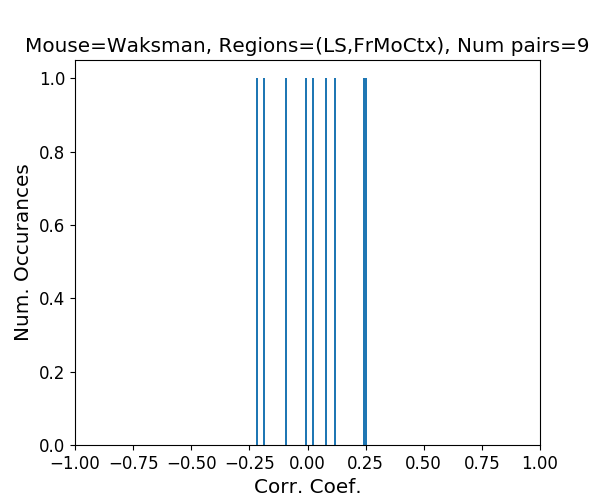 Mouse=Waksman, Regions=(LS,FrMoCtx), Num pairs=9
1.0
0.8
0.6
0.4
0.2
0.0
Num. Occurances
−1.00 −0.75 −0.50 −0.25 0.00 0.25 0.50 0.75 1.00
Corr. Coef.